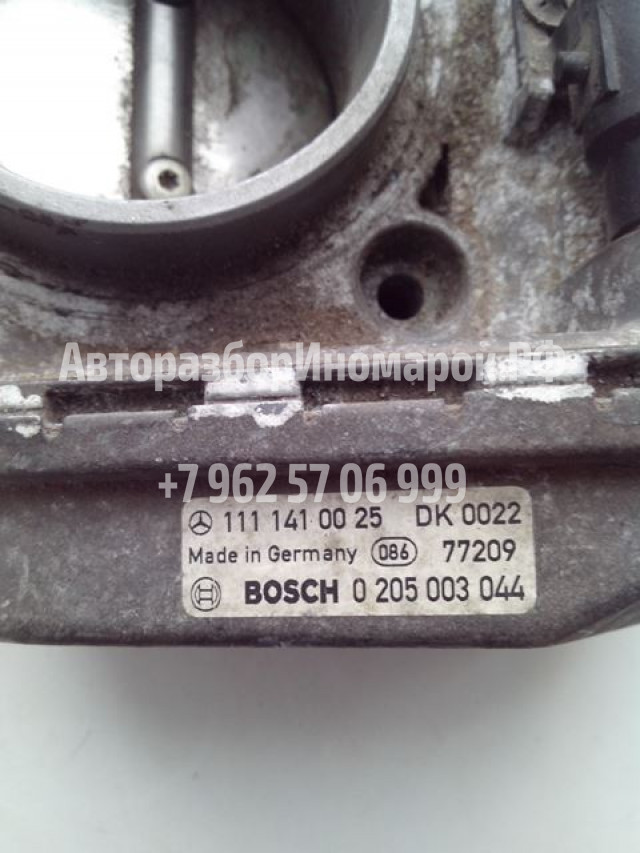 АвторазборИномарой.Рф
+7 962 57 06 999
111 141 00 25 DK 0022
Made in Germany 086 77209
BOSCH 0 205 003 044